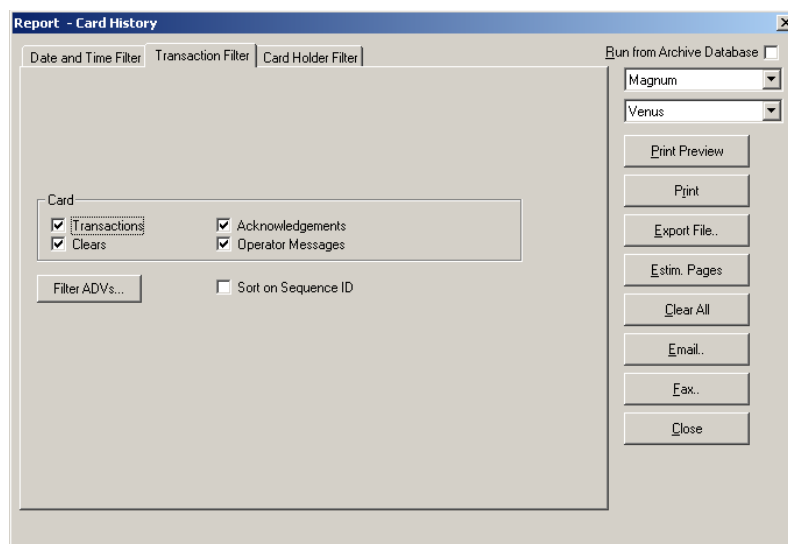 Report - Card History
Date and Time Filter Transaction Filter Card Holder Filter
Run from Archive Database
Magnum
Venus
Print Preview
Print
Export File..
Estim. Pages
Clear All
Email..
Fax..
Close
Card
Transactions Acknowledgements
Clears Operator Messages
Filter ADVs... Sort on Sequence ID